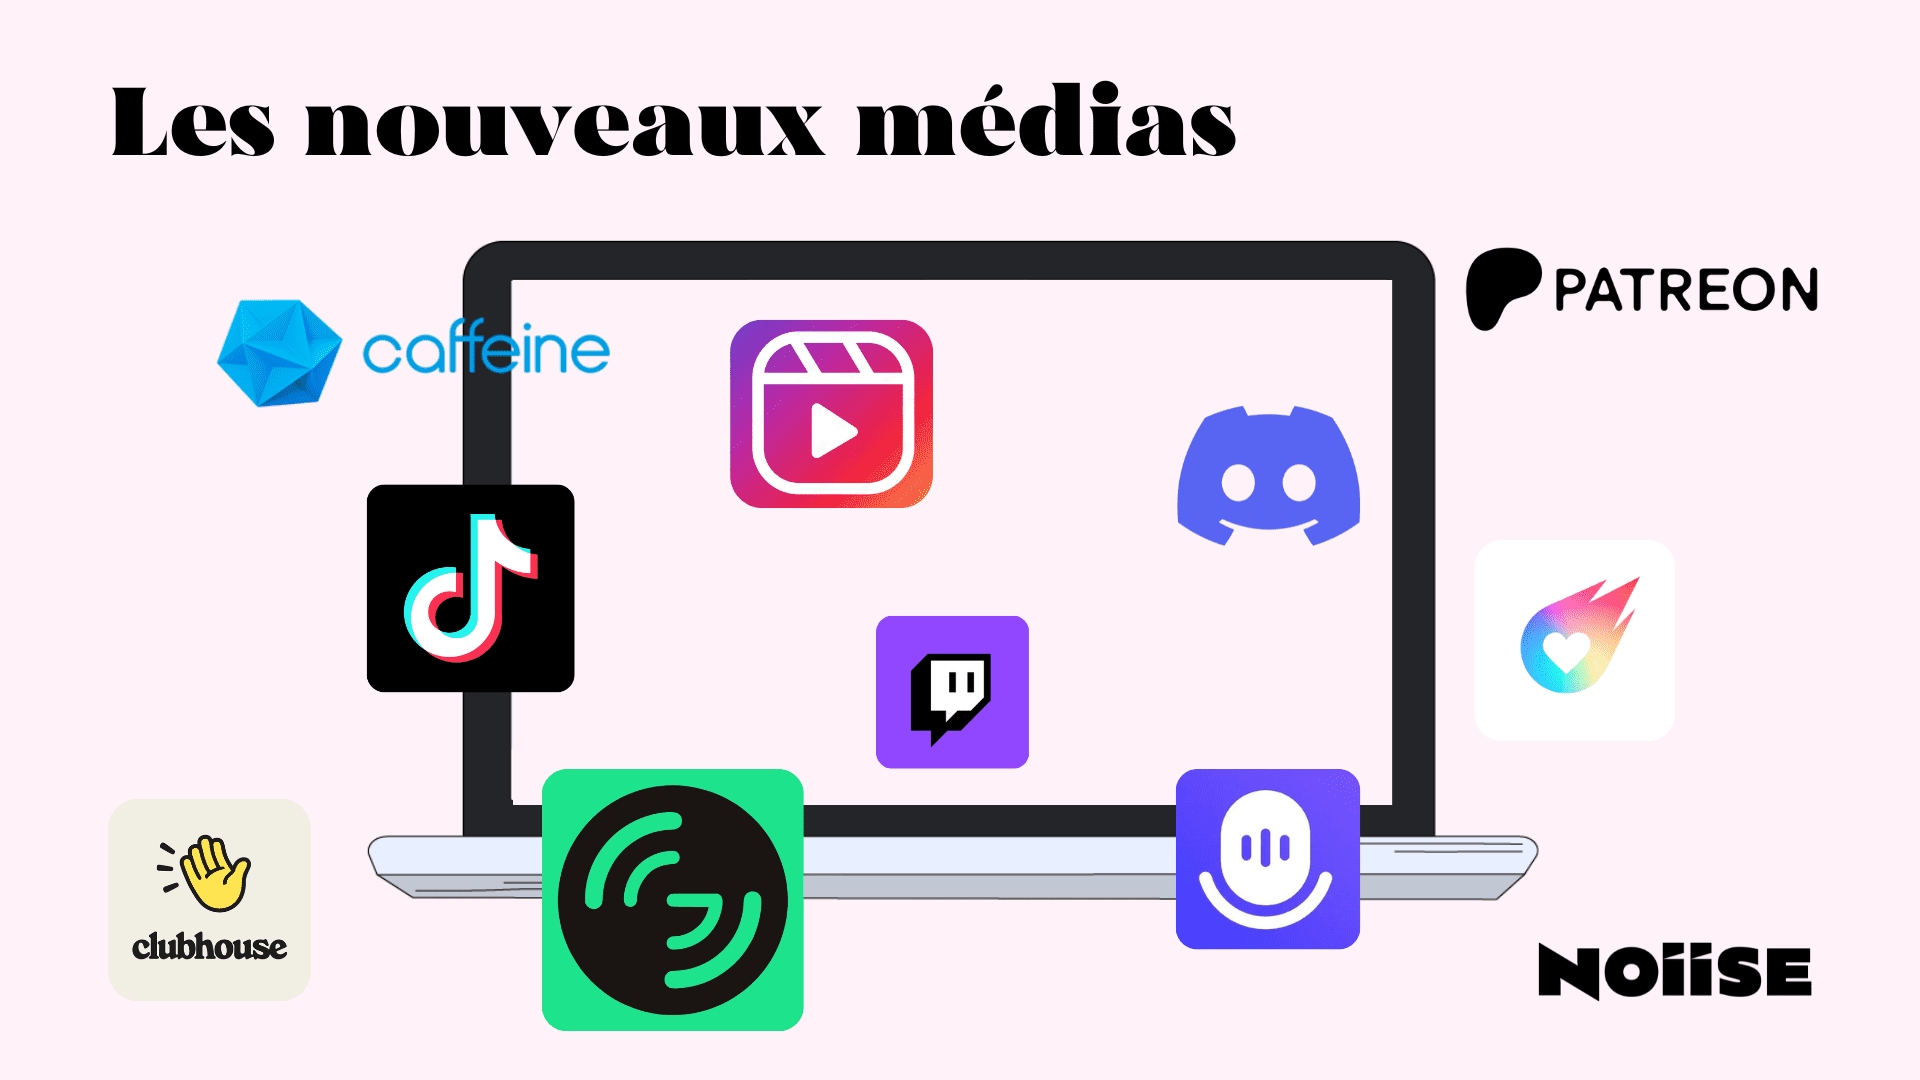 Les nouveaux médias
PATREON
caffeine
clubhouse
NOIISE